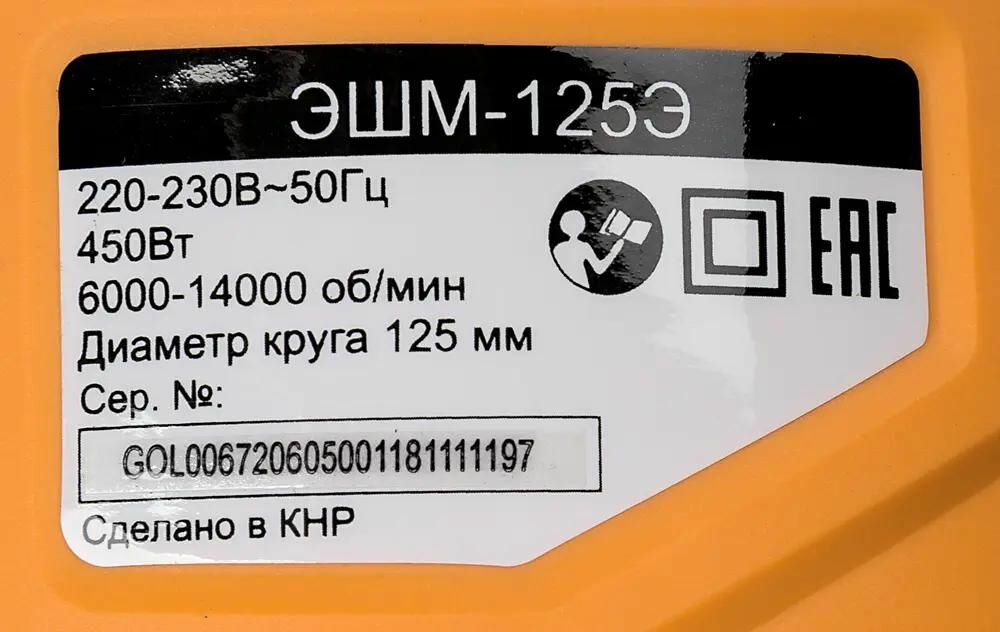 ЭШМ-125Э
220-230В~50Гц
450Вт
6000-14000 об/мин
Диаметр круга 125 мм
Сер. №:
GOL006720605001181111197
Сделано в КНР
EAC